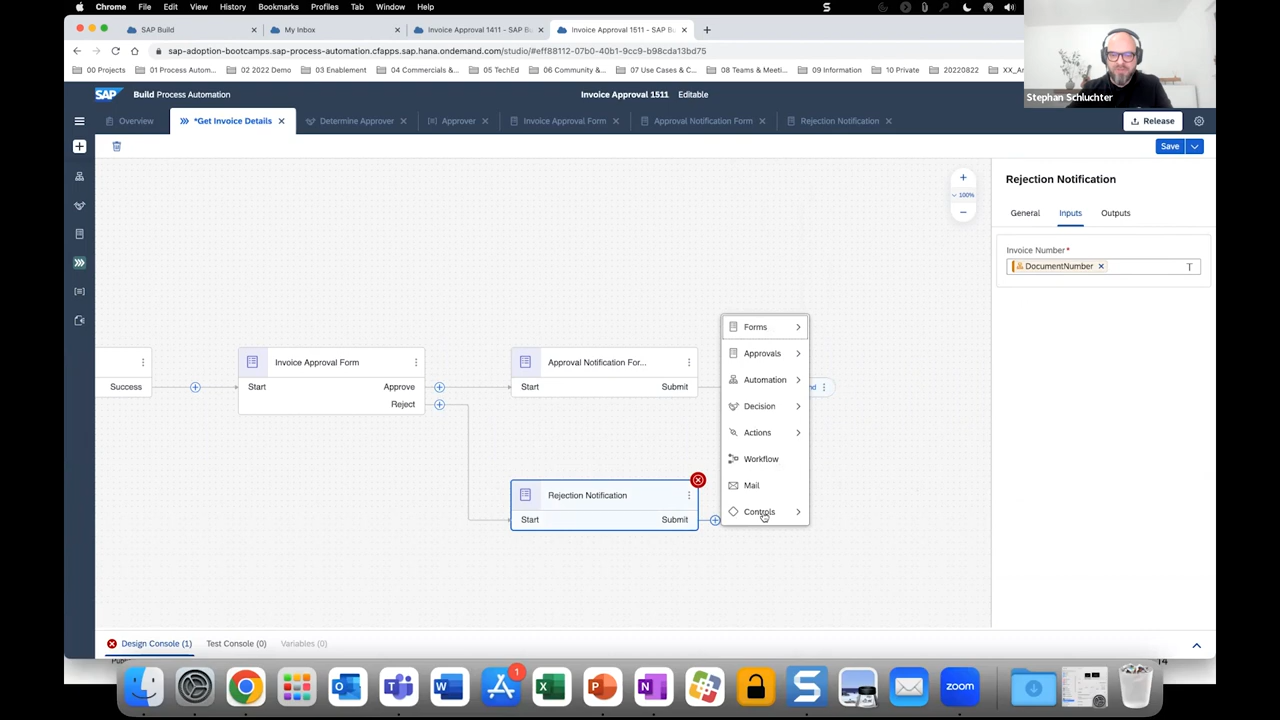 Chrome File Edit View History Bookmarks Profiles Tab Window Help
SAP Build
My Inbox
Invoice Approval 1411 - SAP B
Invoice Approval 1511 - SAP B
sap-adoption-bootcamps.sap-process-automation.cfapps.sap.hana.ondemand.com/studio/#eff88112-07b0-40b1-9cc9-b98cda13bd75
00 Projects 01 Process Autom... 02 2022 Demo 03 Enablement 04 Commercials &... 05 TechEd 06 Community &... 07 Use Cases & C... 08 Teams & Meeti... 09 Information 10 Private 20220822
Stephan Schluchter
SAP Build Process Automation
Invoice Approval 1511 Editable
Overview *Get Invoice Details Determine Approver Approver Invoice Approval Form Approval Notification Form Rejection Notification Release
Save
100%
Rejection Notification
General Inputs Outputs
Invoice Number*
DocumentNumber
T
Success
Invoice Approval Form
Start Approve
Reject
Approval Notification For...
Start Submit
Rejection Notification
Start Submit
Forms
Approvals
Automation
Decision
Actions
Workflow
Mail
Controls
Design Console (1) Test Console (0) Variables (0)
14
1
zoom